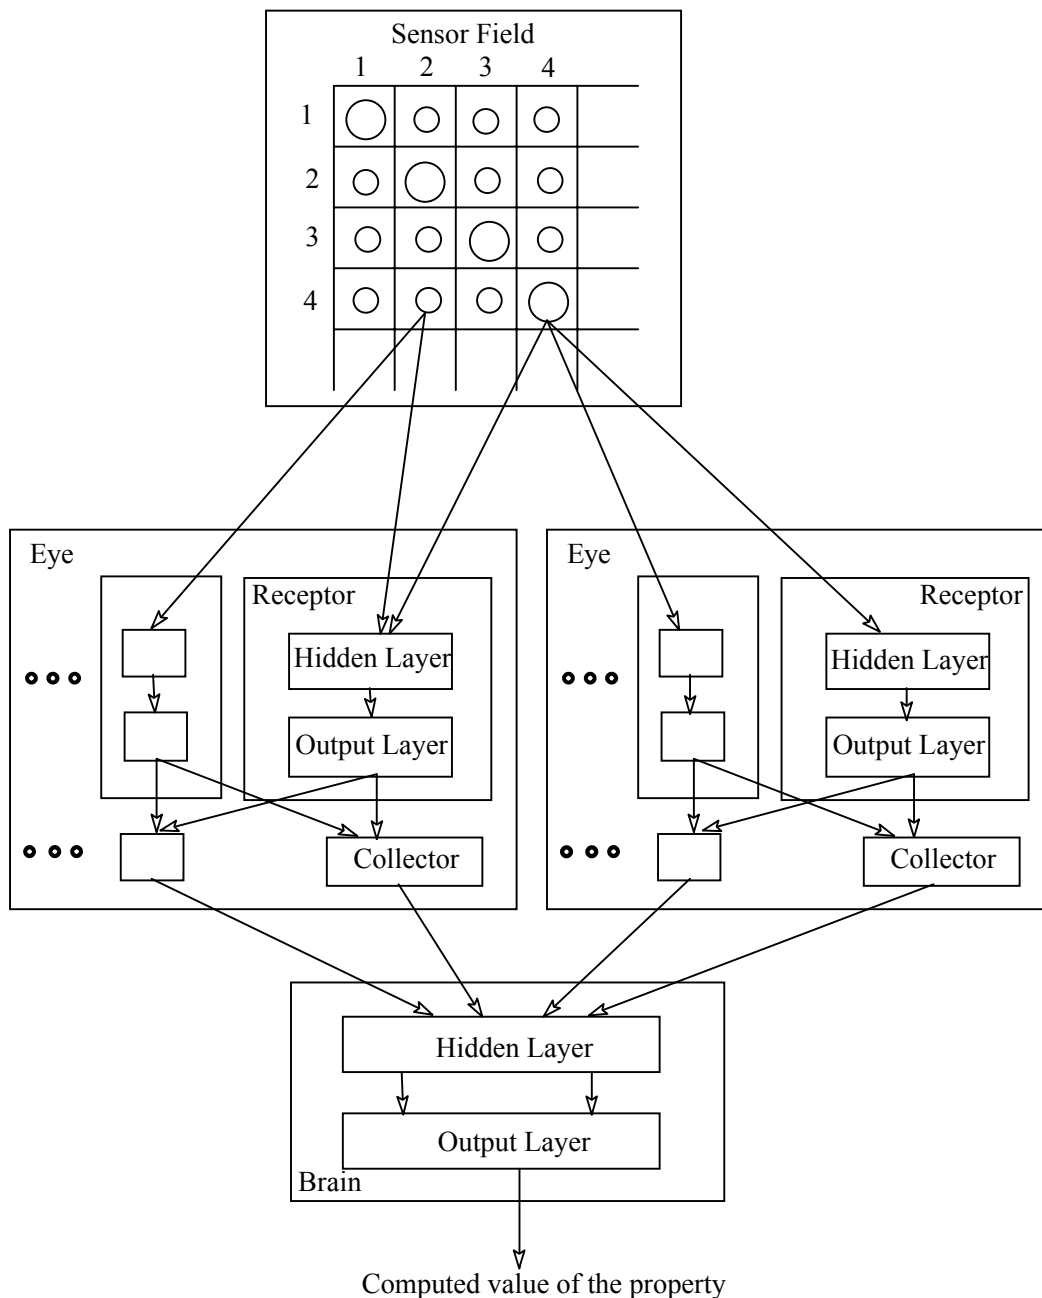 Sensor Field
1 2 3 4
1
2
3
4
Eye
Receptor
Hidden Layer
Output Layer
Collector
Eye
Receptor
Hidden Layer
Output Layer
Collector
Hidden Layer
Output Layer
Brain
Computed value of the property